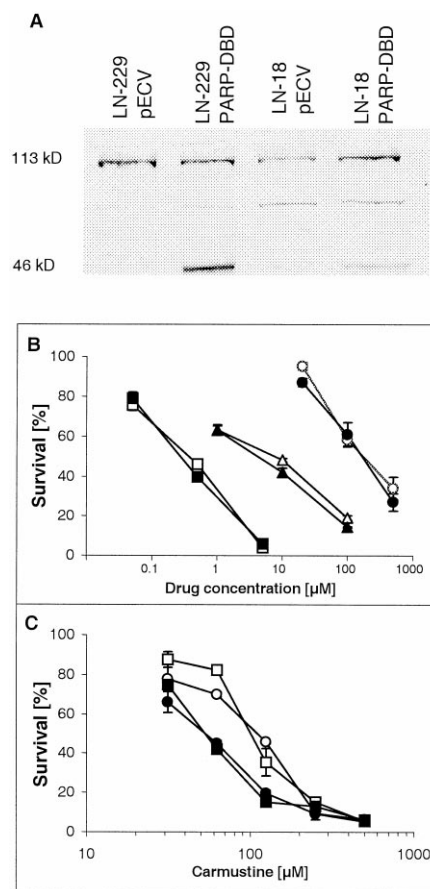 A
LN-229
pECV
LN-229
PARP-DBD
LN-18
pECV
LN-18
PARP-DBD
113 kD
46 kD
B
Survival [%]
100
80
60
40
20
0
0.1
1
10
100
1000
Drug concentration [µM]
C
Survival [%]
100
80
60
40
20
0
10
100
1000
Carmustine [µM]